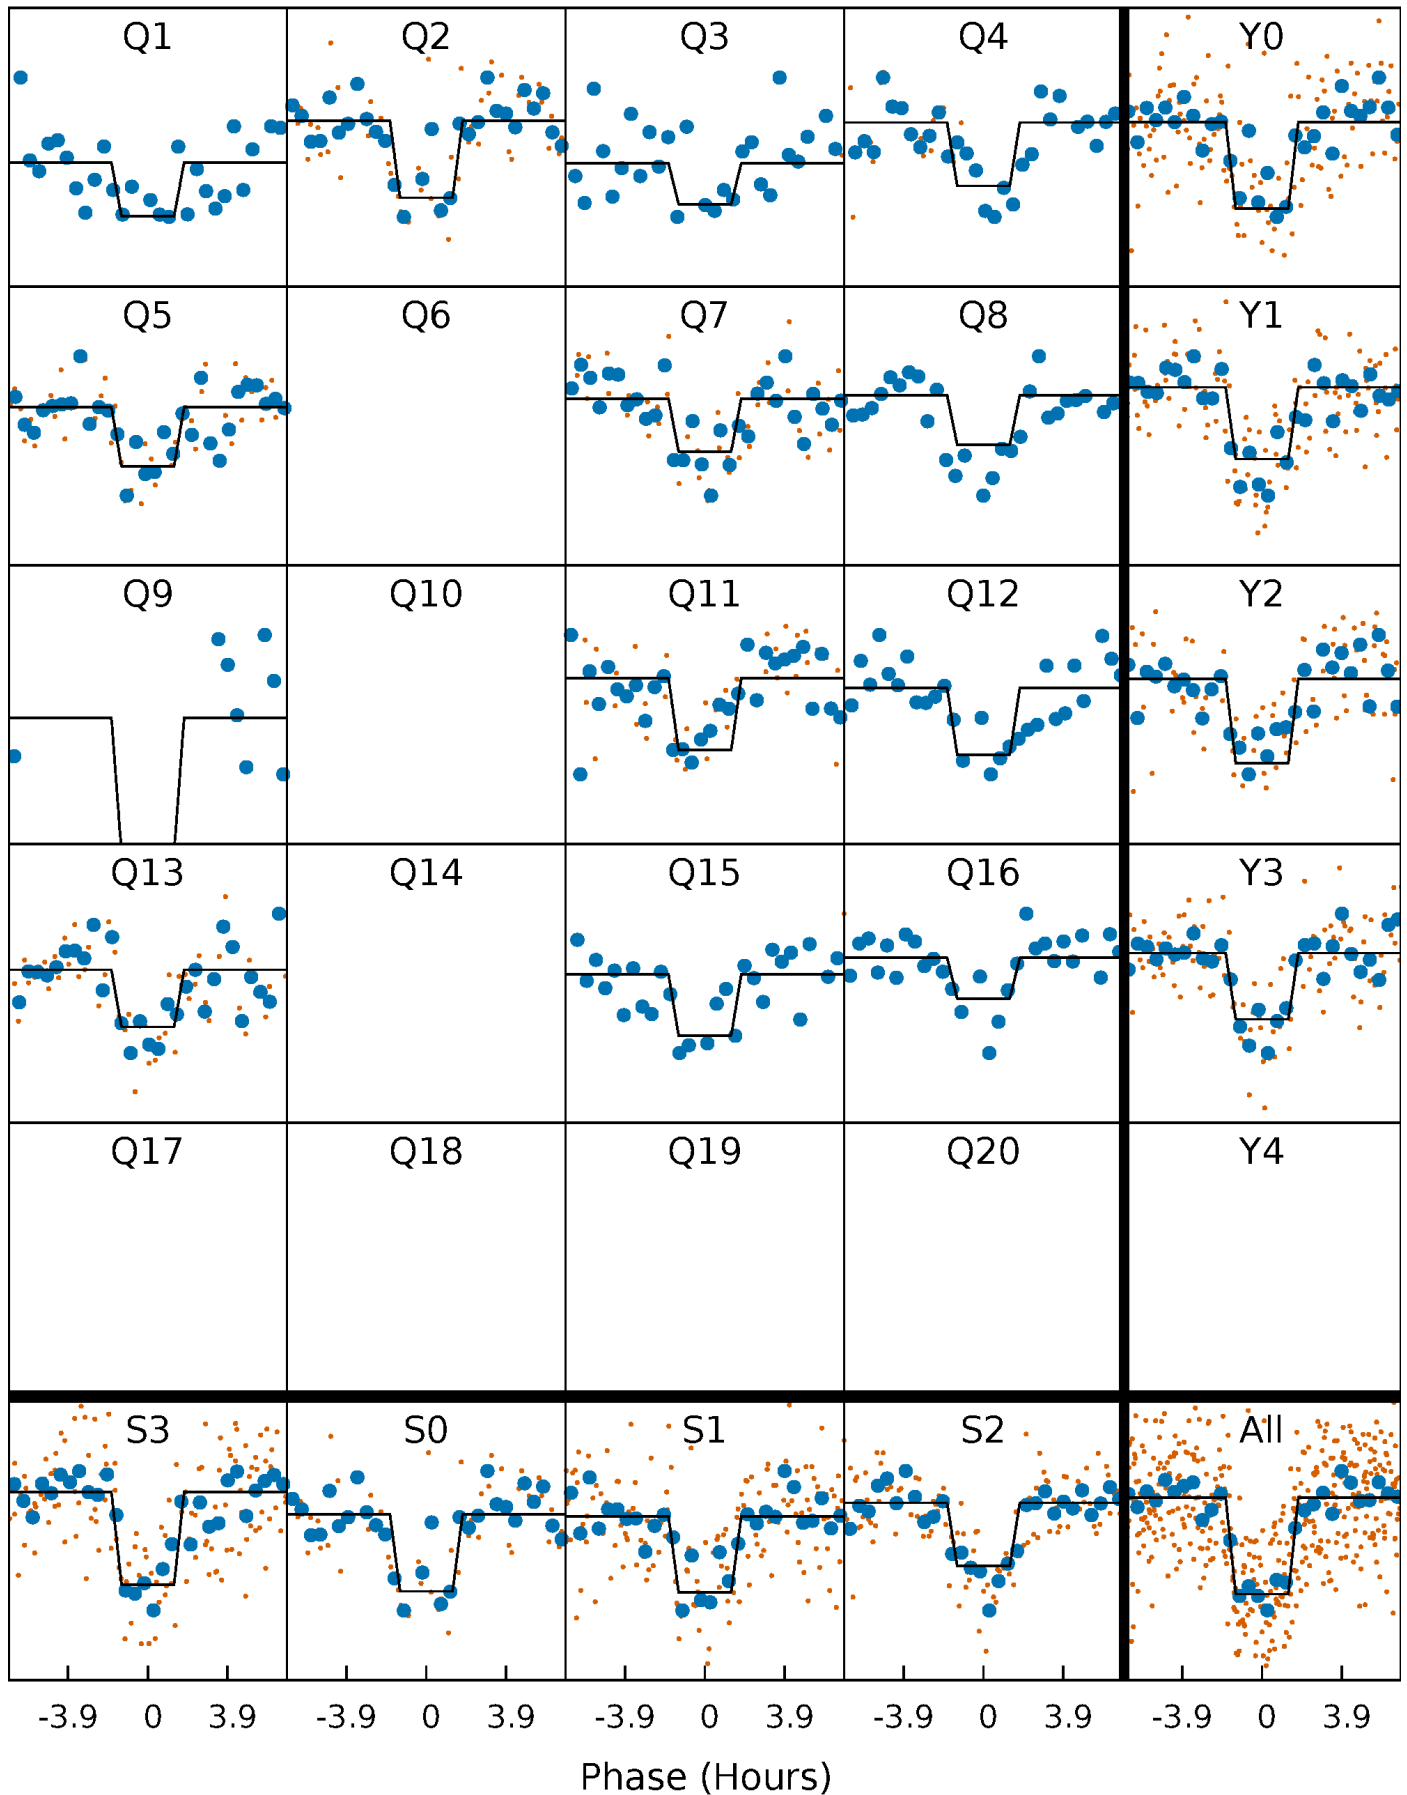 Q1 Q2 Q3 Q4 Y0
Q5 Q6 Q7 Q8 Y1
Q9 Q10 Q11 Q12 Y2
Q13 Q14 Q15 Q16 Y3
Q17 Q18 Q19 Q20 Y4
S3 S0 S1 S2 All
-3.9 0 3.9 -3.9 0 3.9 -3.9 0 3.9 -3.9 0 3.9 -3.9 0 3.9
Phase (Hours)